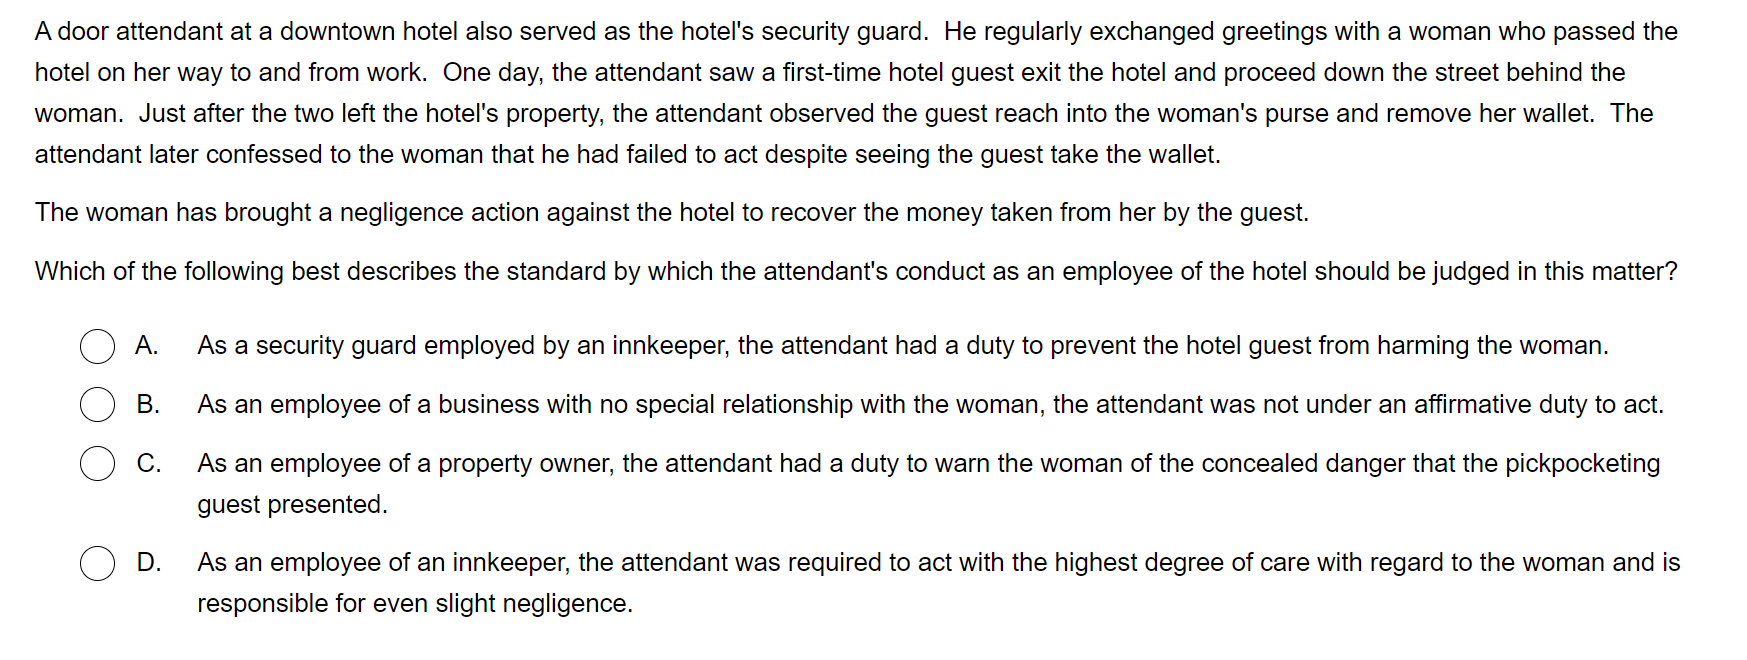 A door attendant at a downtown hotel also served as the hotel's security guard.  He regularly exchanged greetings with a woman who passed the
hotel on her way to and from work.  One day, the attendant saw a first-time hotel guest exit the hotel and proceed down the street behind the
woman.  Just after the two left the hotel's property, the attendant observed the guest reach into the woman's purse and remove her wallet.  The
attendant later confessed to the woman that he had failed to act despite seeing the guest take the wallet.
The woman has brought a negligence action against the hotel to recover the money taken from her by the guest.
Which of the following best describes the standard by which the attendant's conduct as an employee of the hotel should be judged in this matter?
A. As a security guard employed by an innkeeper, the attendant had a duty to prevent the hotel guest from harming the woman.
B. As an employee of a business with no special relationship with the woman, the attendant was not under an affirmative duty to act.
C. As an employee of a property owner, the attendant had a duty to warn the woman of the concealed danger that the pickpocketing
guest presented.
D. As an employee of an innkeeper, the attendant was required to act with the highest degree of care with regard to the woman and is
responsible for even slight negligence.